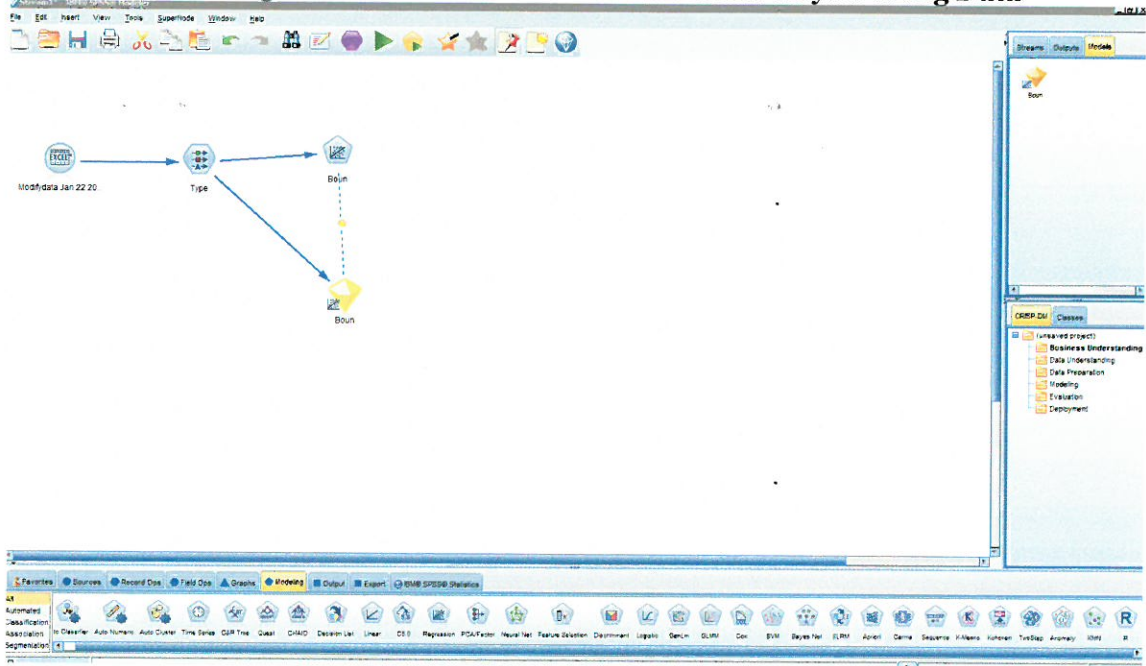 File Edit Insert View Tools SuperNode Window Help
Streams Outputs Models
Boun
EXCEL
Modifydata Jan 22 20
Type
Boun
Boun
CRISP-DM Classes
(unsaved project)
Business Understanding
Data Understanding
Data Preparation
Modeling
Evaluation
Deployment
Favorites Sources Record Ops Field Ops Graphs Modeling Output Export IBM® SPSS® Statistics
All
Automated
Classification
Association
Segmentation
to Classifier Auto Numeric Auto Cluster Time Series C&R Tree Quest CHAID Decision List Linear C5.0 Regression PCA/Factor Neural Net Feature Selection Discriminant Logistic GenLin GLMM Cox SVM Bayes Net SLRM Apriori Carma Sequence K-Means Kohonen TwoStep Anomaly KNN R